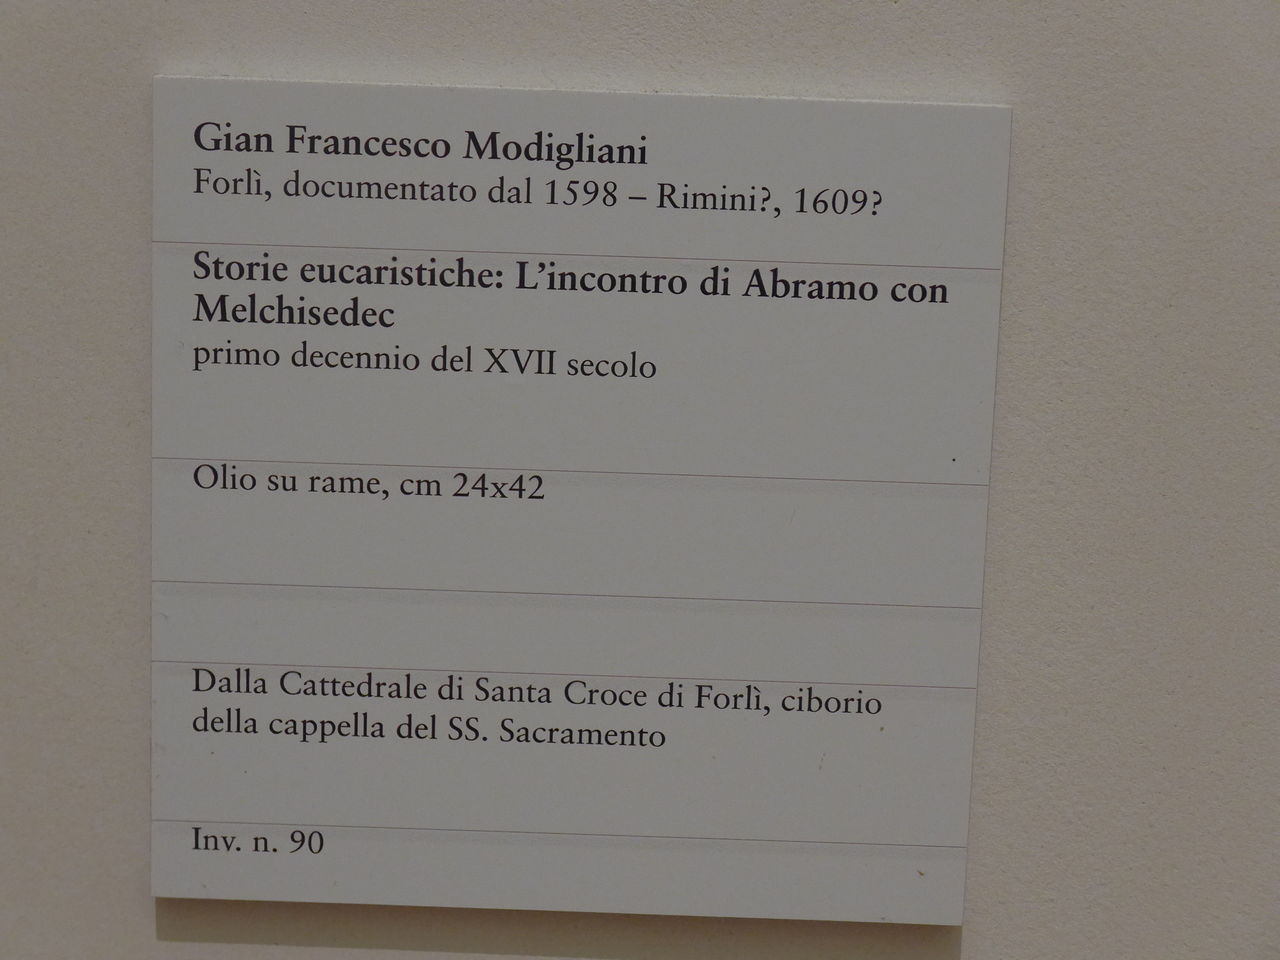 Gian Francesco Modigliani
Forlì, documentato dal 1598 – Rimini?, 1609?
Storie eucaristiche: L’incontro di Abramo con
Melchisedec
primo decennio del XVII secolo
Olio su rame, cm 24x42
Dalla Cattedrale di Santa Croce di Forlì, ciborio
della cappella del SS. Sacramento
Inv. n. 90